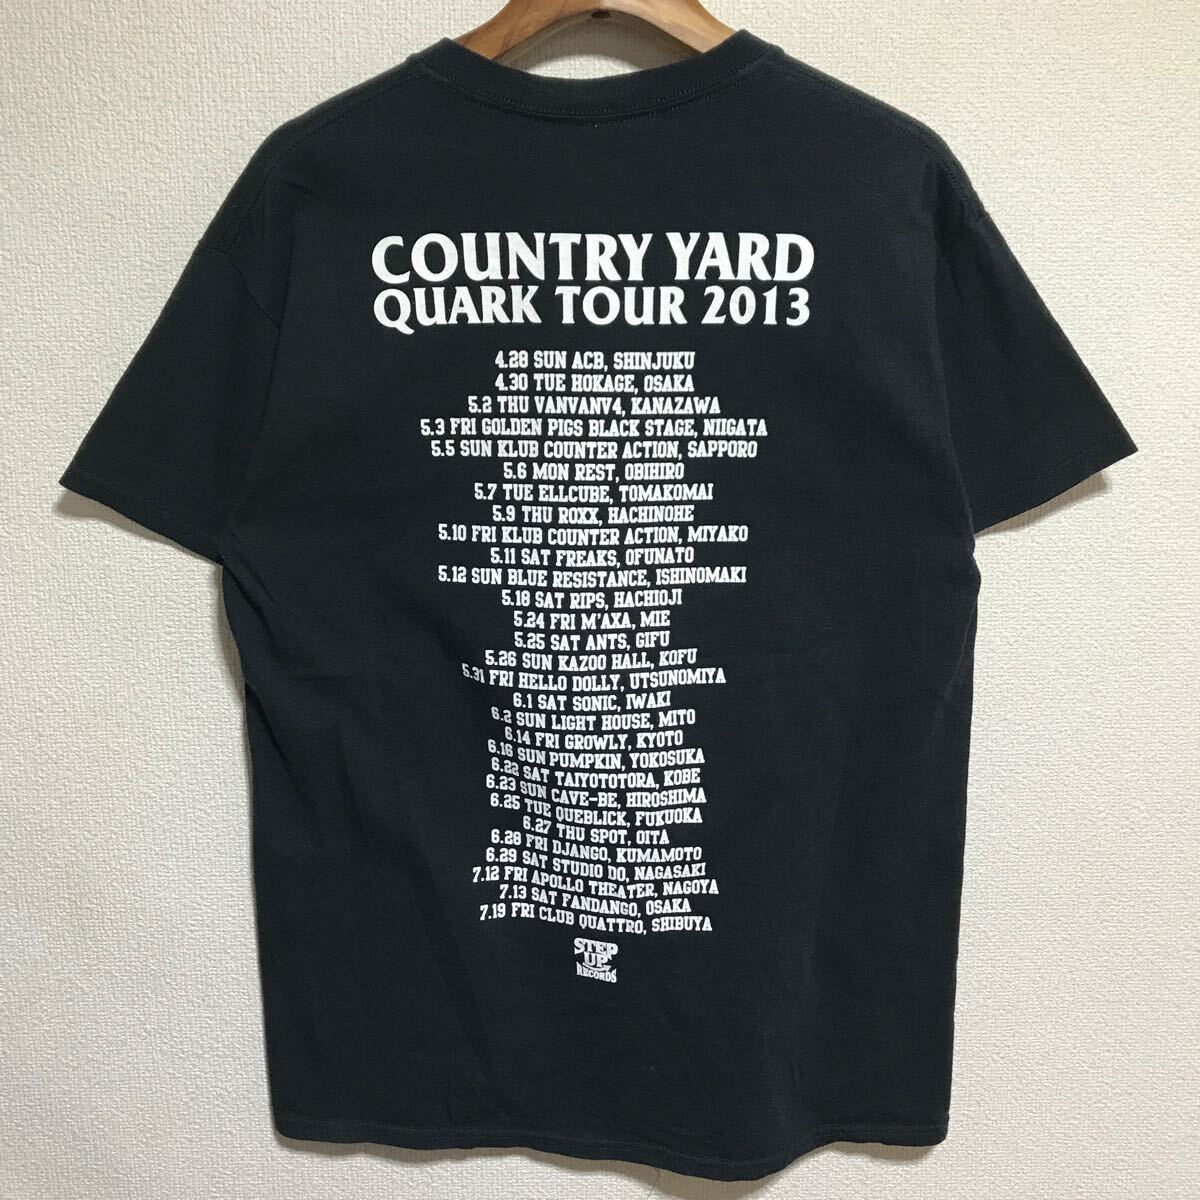 COUNTRY YARD
QUARK TOUR 2013
4.28 SUN ACB, SHINJUKU
4.30 TUE HOKAGE, OSAKA
5.2 THU VANVANV4, KANAZAWA
5.3 FRI GOLDEN PIGS BLACK STAGE, NIIGATA
5.5 SUN KLUB COUNTER ACTION, SAPPORO
5.6 MON REST, OBIHIRO
5.7 TUE ELLCUBE, TOMAKOMAI
5.9 THU ROXX, HACHINOHE
5.10 FRI KLUB COUNTER ACTION, MIYAKO
5.11 SAT FREAKS, OFUNATO
5.12 SUN BLUE RESISTANCE, ISHINOMAKI
5.18 SAT RIPS, HACHIOJI
5.24 FRI M'AXA, MIE
5.25 SAT ANTS, GIFU
5.26 SUN KAZOO HALL, KOFU
5.31 FRI HELLO DOLLY, UTSUNOMIYA
6.1 SAT SONIC, IWAKI
6.2 SUN LIGHT HOUSE, MITO
6.14 FRI GROWLY, KYOTO
6.16 SUN PUMPKIN, YOKOSUKA
6.22 SAT TAIYOTOTORA, KOBE
6.23 SUN CAVE-BE, HIROSHIMA
6.25 TUE QUEBLICK, FUKUOKA
6.27 THU SPOT, OITA
6.28 FRI DJANGO, KUMAMOTO
6.29 SAT STUDIO DO, NAGASAKI
7.12 FRI APOLLO THEATER, NAGOYA
7.13 SAT FANDANGO, OSAKA
7.19 FRI CLUB QUATTRO, SHIBUYA
STEP
UP
RECORDS